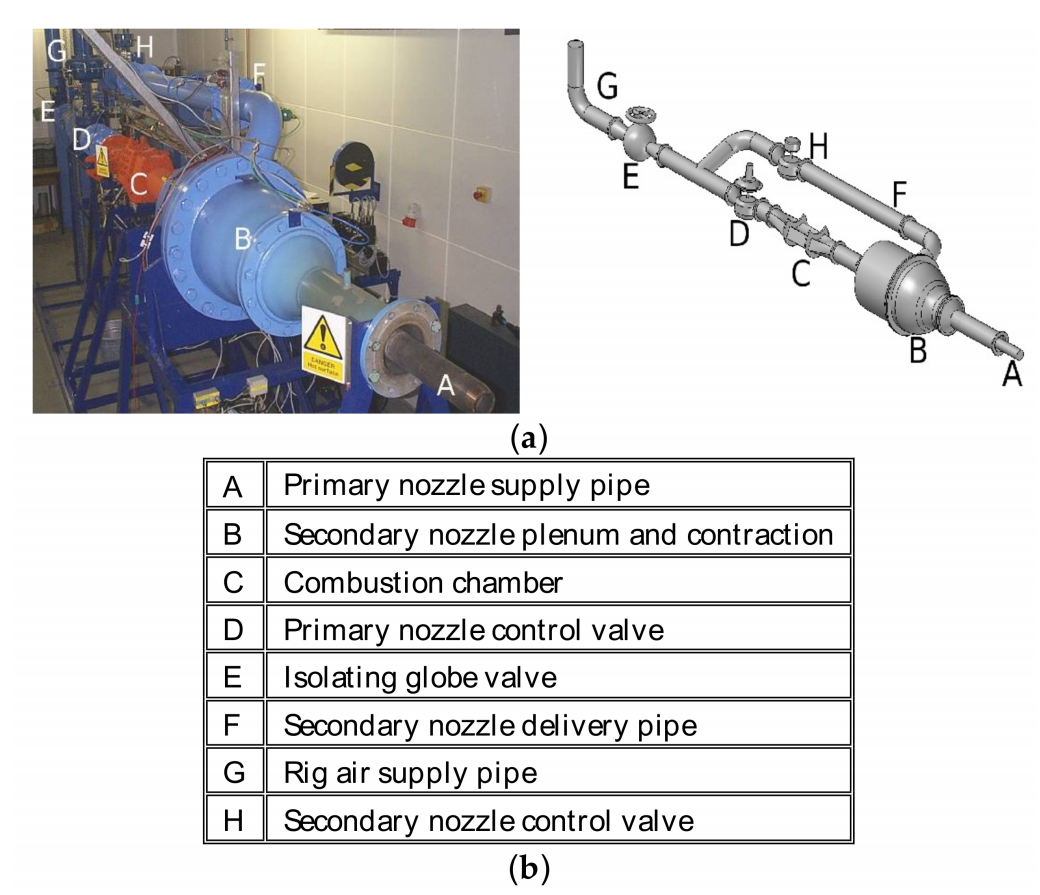 G
H
F
E
D
C
B
A
DANGER
Hot surface
G
E
H
F
D
C
B
A
(a)
A Primary nozzle supply pipe
B Secondary nozzle plenum and contraction
C Combustion chamber
D Primary nozzle control valve
E Isolating globe valve
F Secondary nozzle delivery pipe
G Rig air supply pipe
H Secondary nozzle control valve
(b)